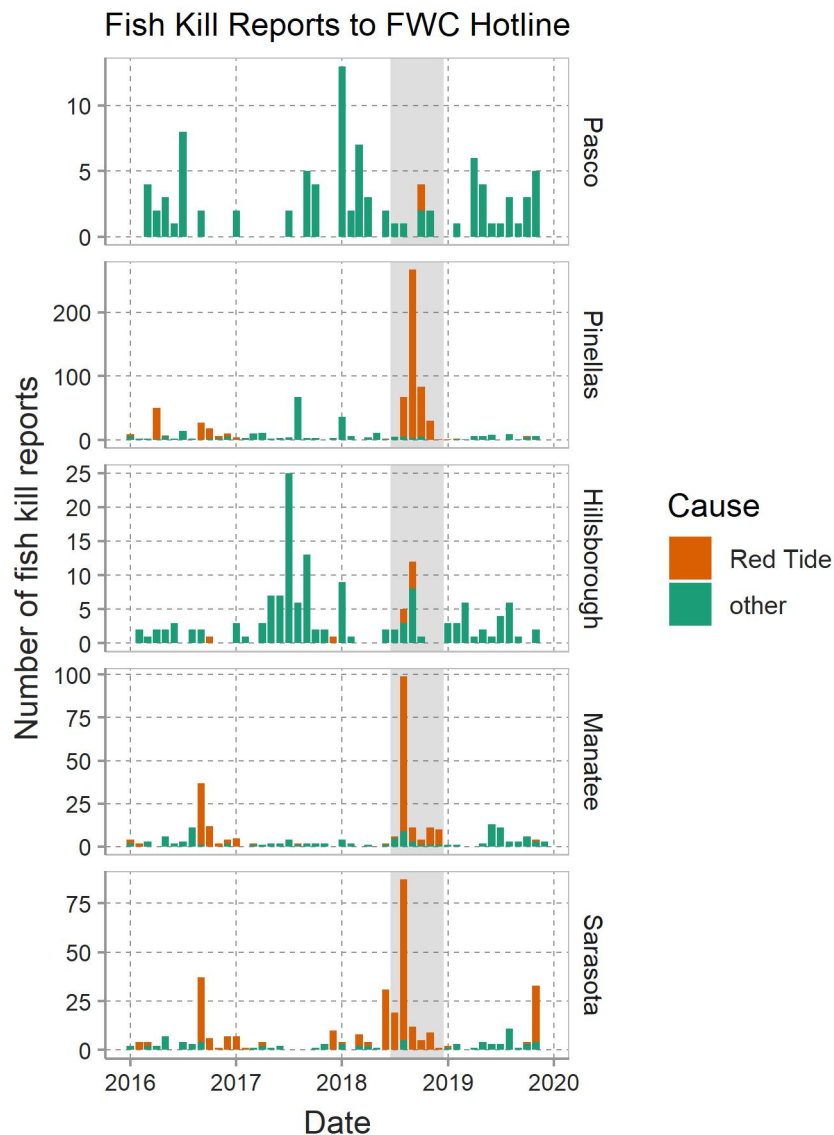 Fish Kill Reports to FWC Hotline
Number of fish kill reports
10
5
0
Pasco
200
100
0
Pinellas
25
20
15
10
5
0
Hillsborough
100
75
50
25
0
Manatee
75
50
25
0
Sarasota
2016 2017 2018 2019 2020
Date
Cause
Red Tide
other